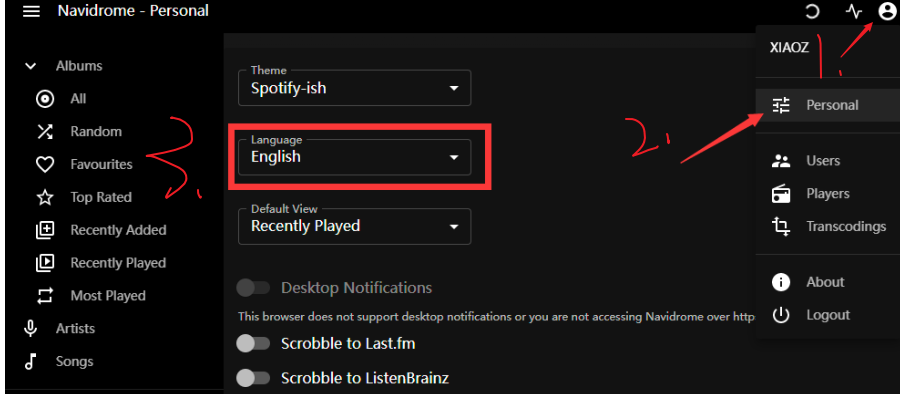 Navidrome - Personal
Albums
All
Random
Favourites
Top Rated
Recently Added
Recently Played
Most Played
Artists
Songs
Theme
Spotify-ish
Language
English
Default View
Recently Played
Desktop Notifications
This browser does not support desktop notifications or you are not accessing Navidrome over http
Scrobble to Last.fm
Scrobble to ListenBrainz
XIAOZ
Personal
Users
Players
Transcodings
About
Logout
1.
2.
3.